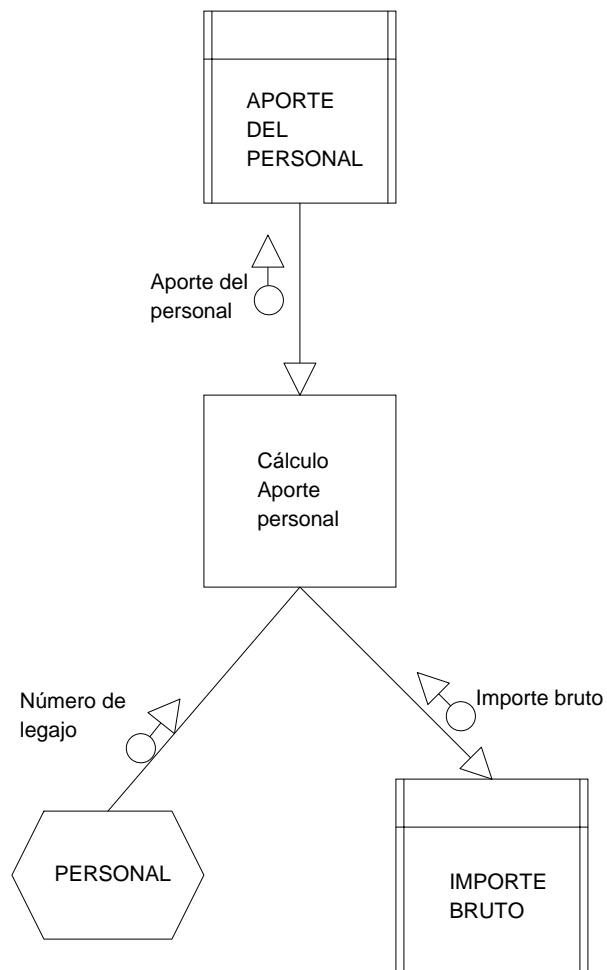 APORTE
DEL
PERSONAL
Aporte del
personal
Cálculo
Aporte
personal
Número de
legajo
Importe bruto
PERSONAL
IMPORTE
BRUTO